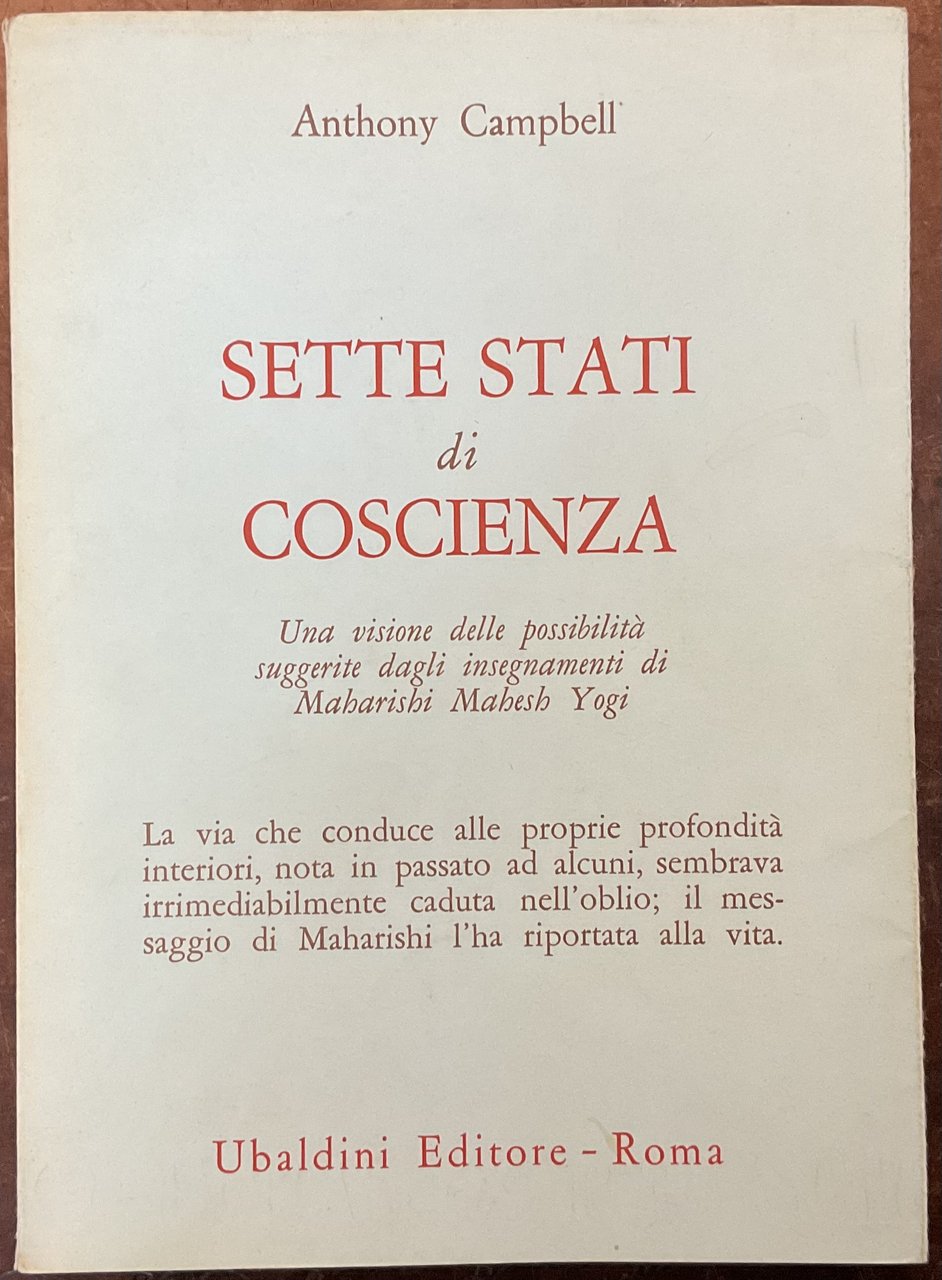 Anthony Campbell
SETTE STATI
di
COSCIENZA
Una visione delle possibilità
suggerite dagli insegnamenti di
Maharishi Mahesh Yogi
La via che conduce alle proprie profondità
interiori, nota in passato ad alcuni, sembrava
irrimediabilmente caduta nell'oblio; il mes-
saggio di Maharishi l'ha riportata alla vita.
Ubaldini Editore - Roma